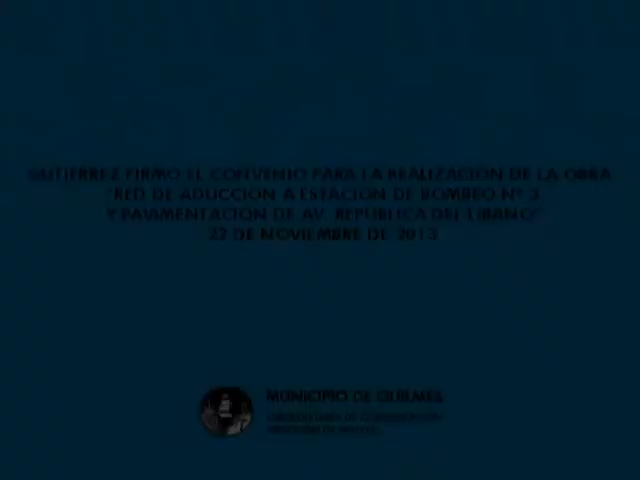 GUTIERREZ FIRMO EL CONVENIO PARA LA REALIZACION DE LA OBRA
"RED DE ADUCCION A ESTACION DE BOMBEO Nº 3
Y PAVIMENTACION DE AV. REPUBLICA DEL LIBANO"
22 DE NOVIEMBRE DE 2013
MUNICIPIO DE QUILMES